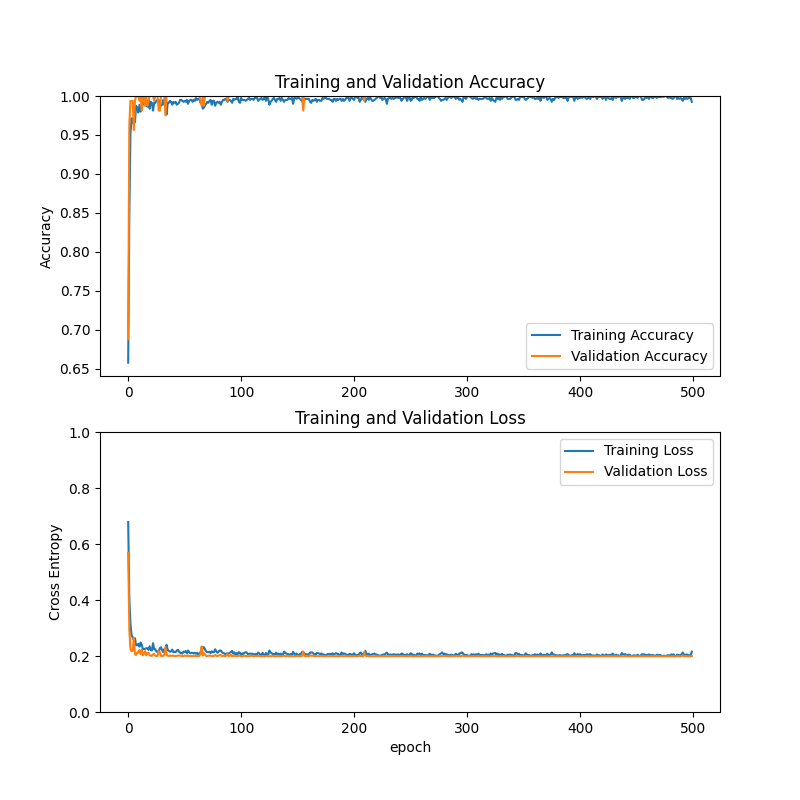 Training and Validation Accuracy
1.00
0.95
0.90
0.85
0.80
0.75
0.70
0.65
Accuracy
Training Accuracy
Validation Accuracy
0 100 200 300 400 500
Training and Validation Loss
1.0
0.8
0.6
0.4
0.2
0.0
Cross Entropy
Training Loss
Validation Loss
0 100 200 300 400 500
epoch